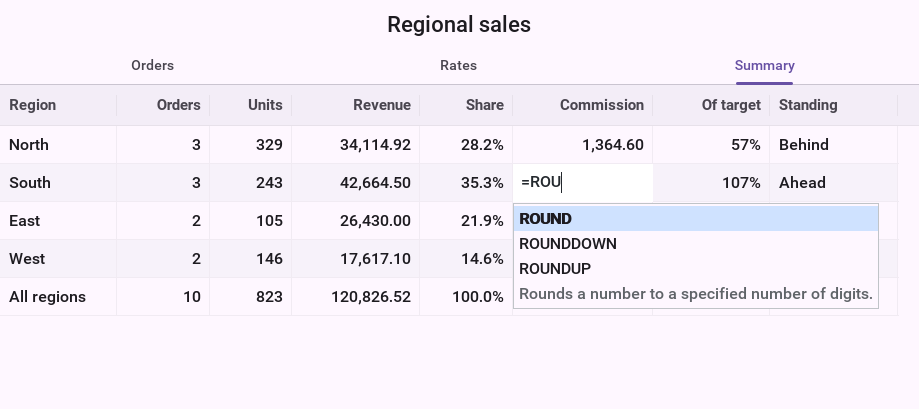 Regional sales
Orders Rates Summary
Region Orders Units Revenue Share Commission Of target Standing
North 3 329 34,114.92 28.2% 1,364.60 57% Behind
South 3 243 42,664.50 35.3% =ROU 107% Ahead
East 2 105 26,430.00 21.9% ROUND
ROUNDDOWN
West 2 146 17,617.10 14.6% ROUNDUP
All regions 10 823 120,826.52 100.0% Rounds a number to a specified number of digits.